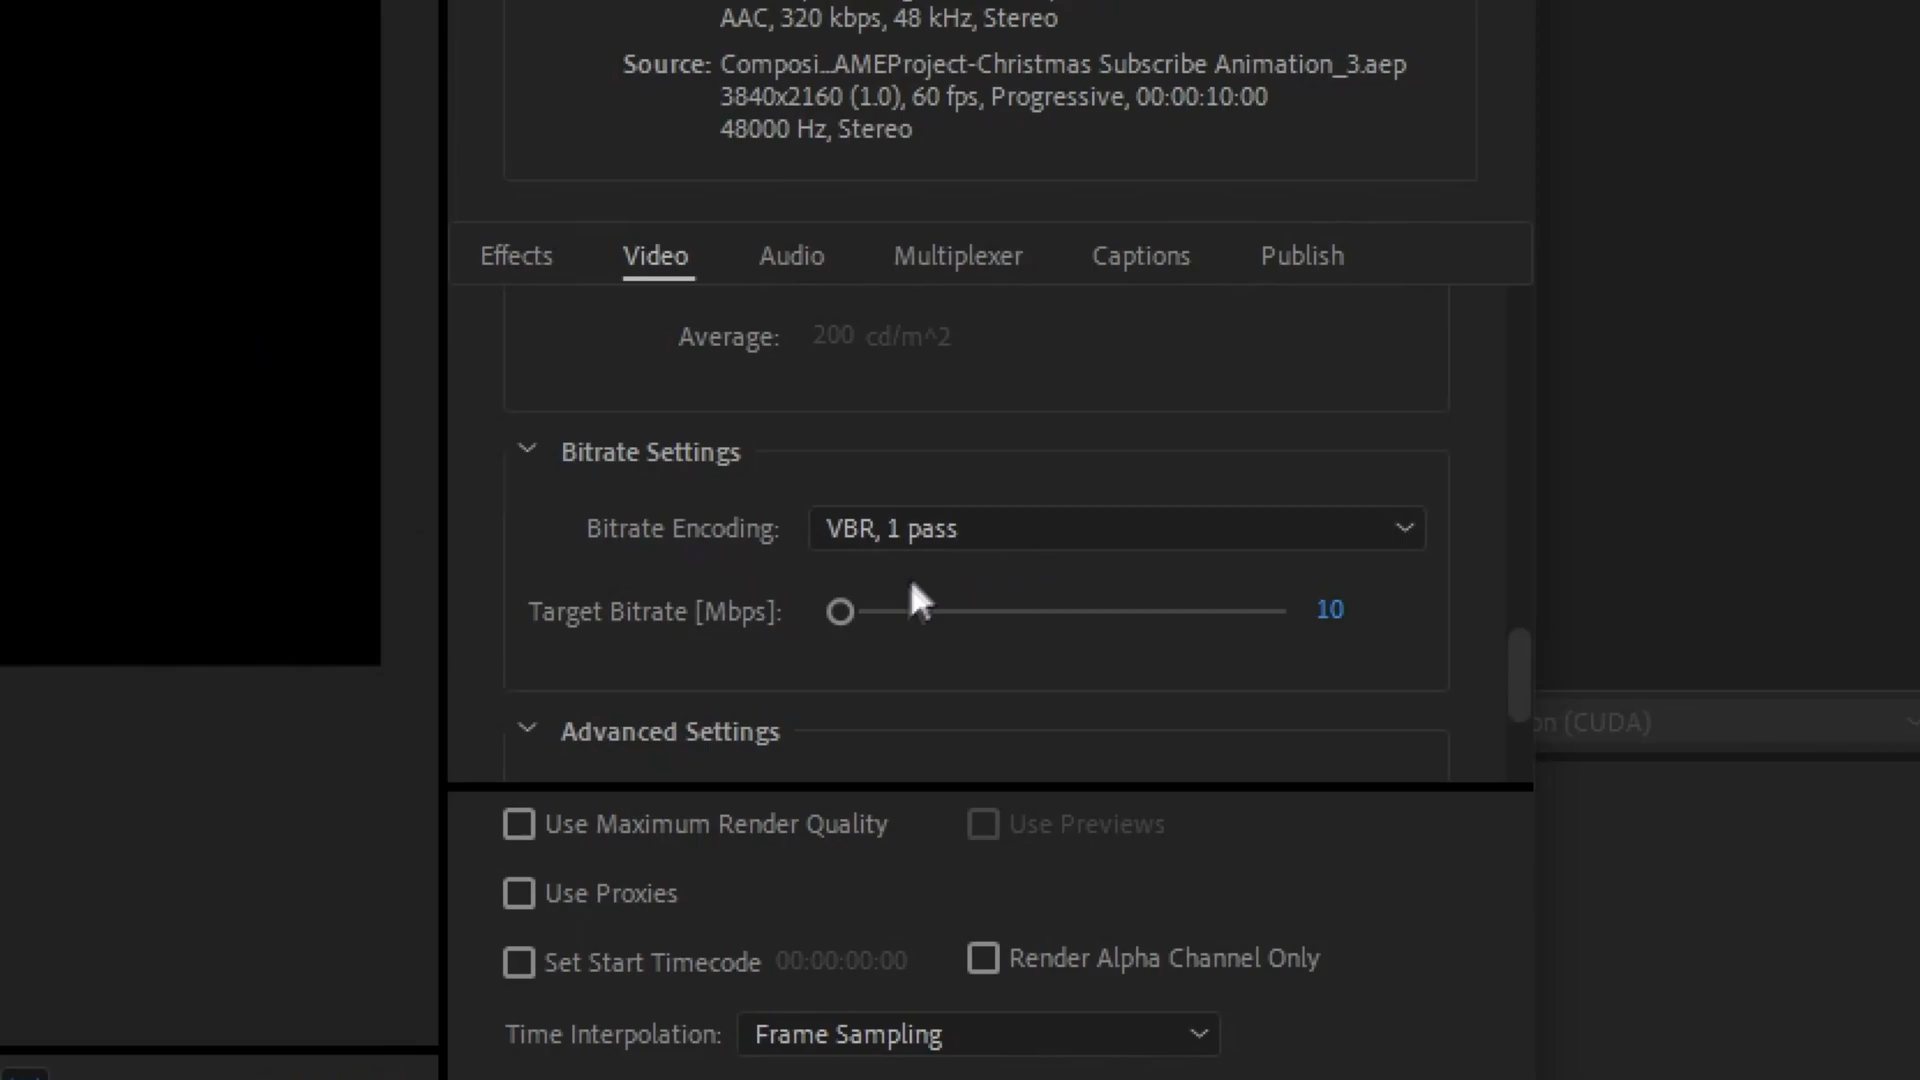 AAC, 320 kbps, 48 kHz, Stereo
Source: Composi...AMEProject-Christmas Subscribe Animation_3.aep
3840x2160 (1.0), 60 fps, Progressive, 00:00:10:00
48000 Hz, Stereo
Effects Video Audio Multiplexer Captions Publish
Average: 200 cd/m^2
Bitrate Settings
Bitrate Encoding: VBR, 1 pass
Target Bitrate [Mbps]: 10
Advanced Settings
(CUDA)
Use Maximum Render Quality Use Previews
Use Proxies
Set Start Timecode 00:00:00:00 Render Alpha Channel Only
Time Interpolation: Frame Sampling